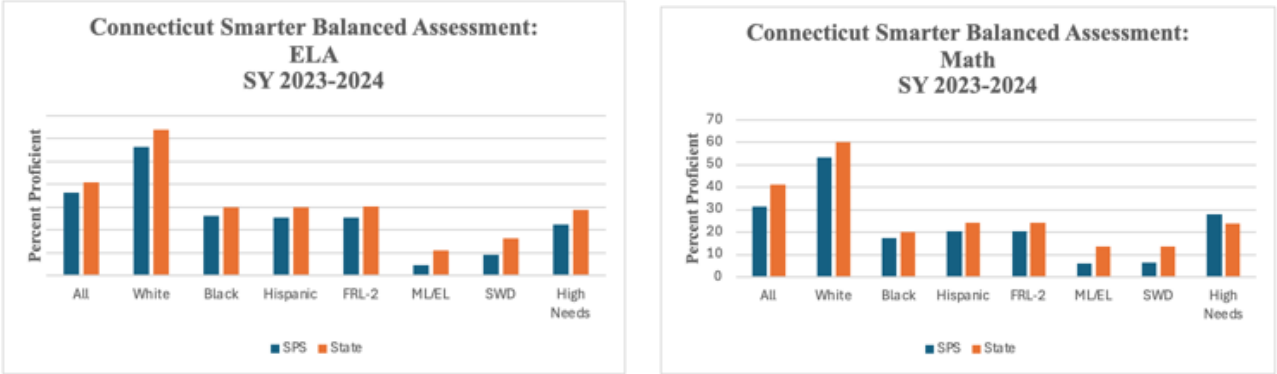 Connecticut Smarter Balanced Assessment:
ELA
SY 2023-2024
Percent Proficient
All White Black Hispanic FRL-2 ML/EL SWD High
Needs
SPS State
Connecticut Smarter Balanced Assessment:
Math
SY 2023-2024
Percent Proficient
70
60
50
40
30
20
10
0
All White Black Hispanic FRL-2 ML/EL SWD High
Needs
SPS State